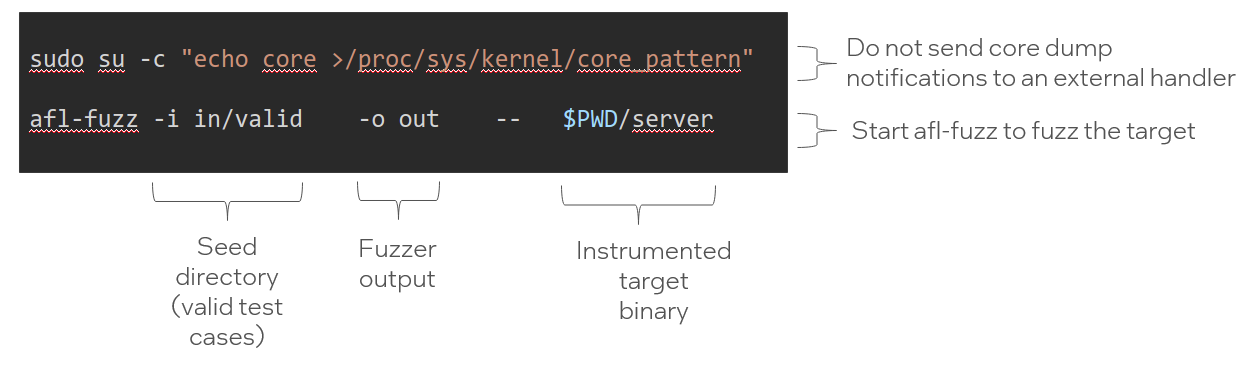 sudo su -c "echo core >/proc/sys/kernel/core_pattern"
Do not send core dump
notifications to an external handler
afl-fuzz -i in/valid -o out -- $PWD/server
Start afl-fuzz to fuzz the target
Seed
directory
(valid test
cases)
Fuzzer
output
Instrumented
target
binary